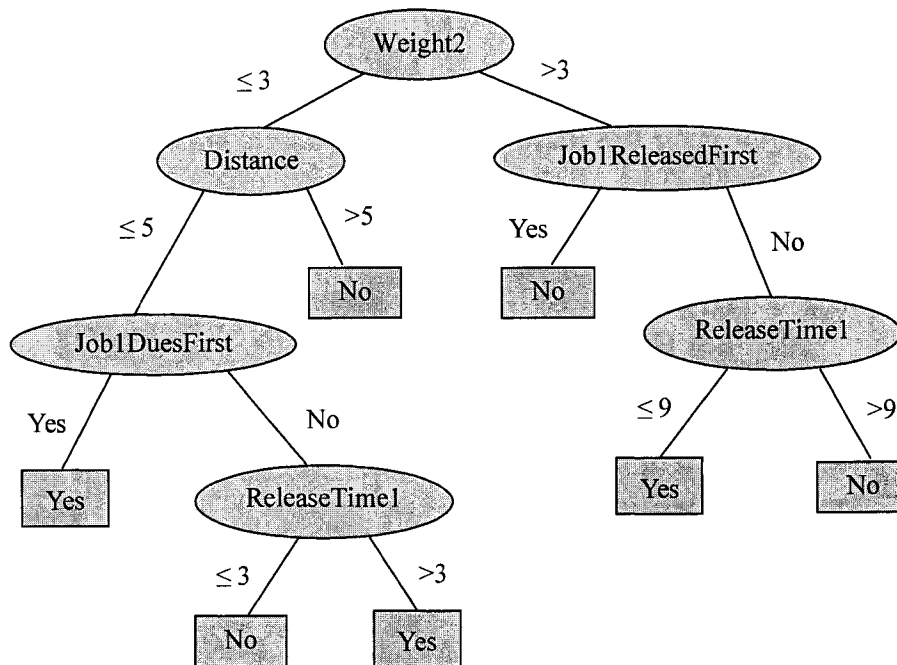 Weight2
≤ 3
>3
Distance
Job1ReleasedFirst
≤ 5
>5
Yes
No
No
No
Job1DuesFirst
ReleaseTime1
Yes
No
≤ 9
>9
Yes
ReleaseTime1
Yes
No
≤ 3
>3
No
Yes